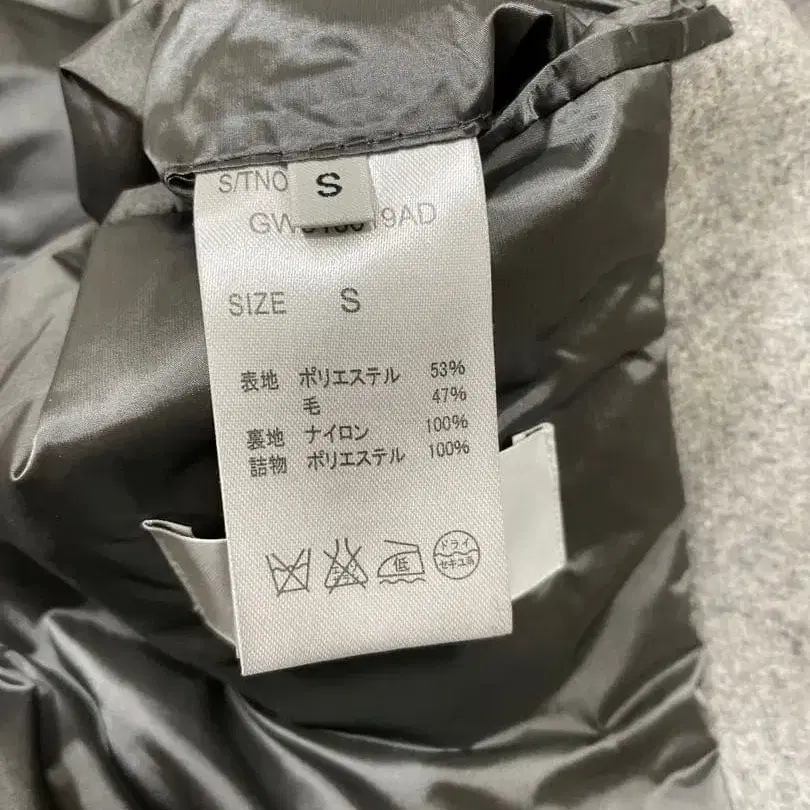 S/TNO
S
SIZE S
表地 ポリエステル 53%
毛 47%
裏地 ナイロン 100%
詰物 ポリエステル 100%
低
ドライ
セキユ系